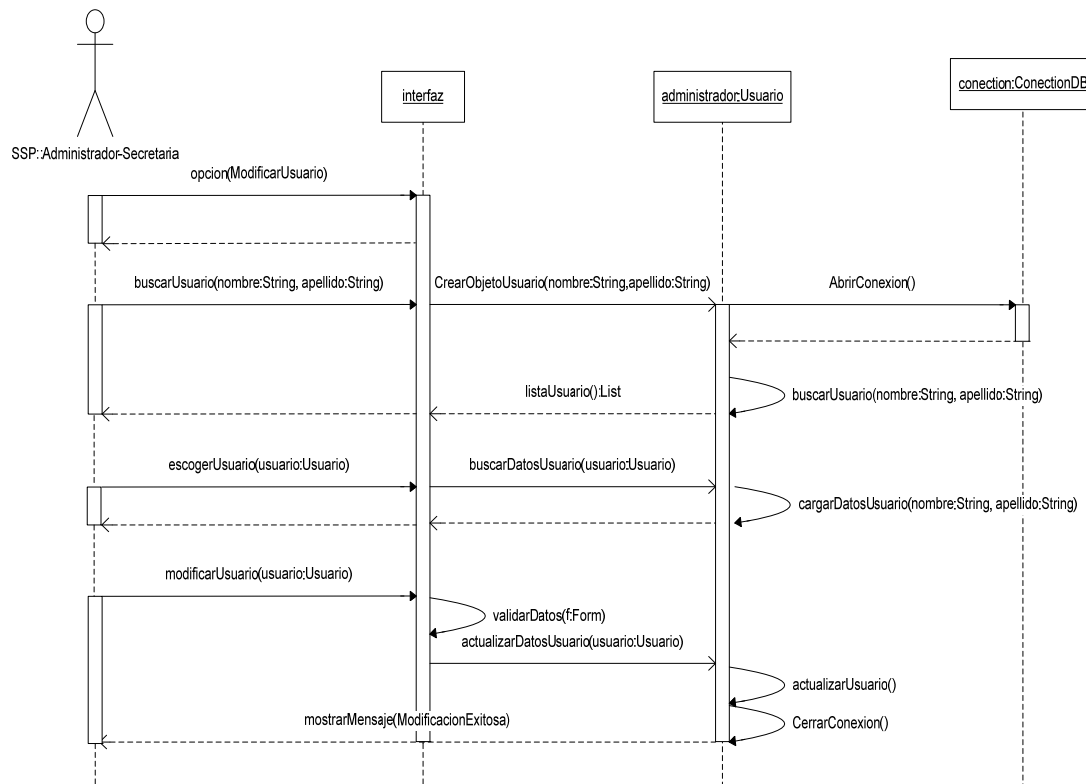 interfaz
administrador:Usuario
conection:ConectionDB
SSP::Administrador-Secretaria
opcion(ModificarUsuario)
buscarUsuario(nombre:String, apellido:String)
CrearObjetoUsuario(nombre:String,apellido:String)
AbrirConexion()
listaUsuario():List
buscarUsuario(nombre:String, apellido:String)
escogerUsuario(usuario:Usuario)
buscarDatosUsuario(usuario:Usuario)
cargarDatosUsuario(nombre:String, apellido:String)
modificarUsuario(usuario:Usuario)
validarDatos(f:Form)
actualizarDatosUsuario(usuario:Usuario)
actualizarUsuario()
mostrarMensaje(ModificacionExitosa)
CerrarConexion()